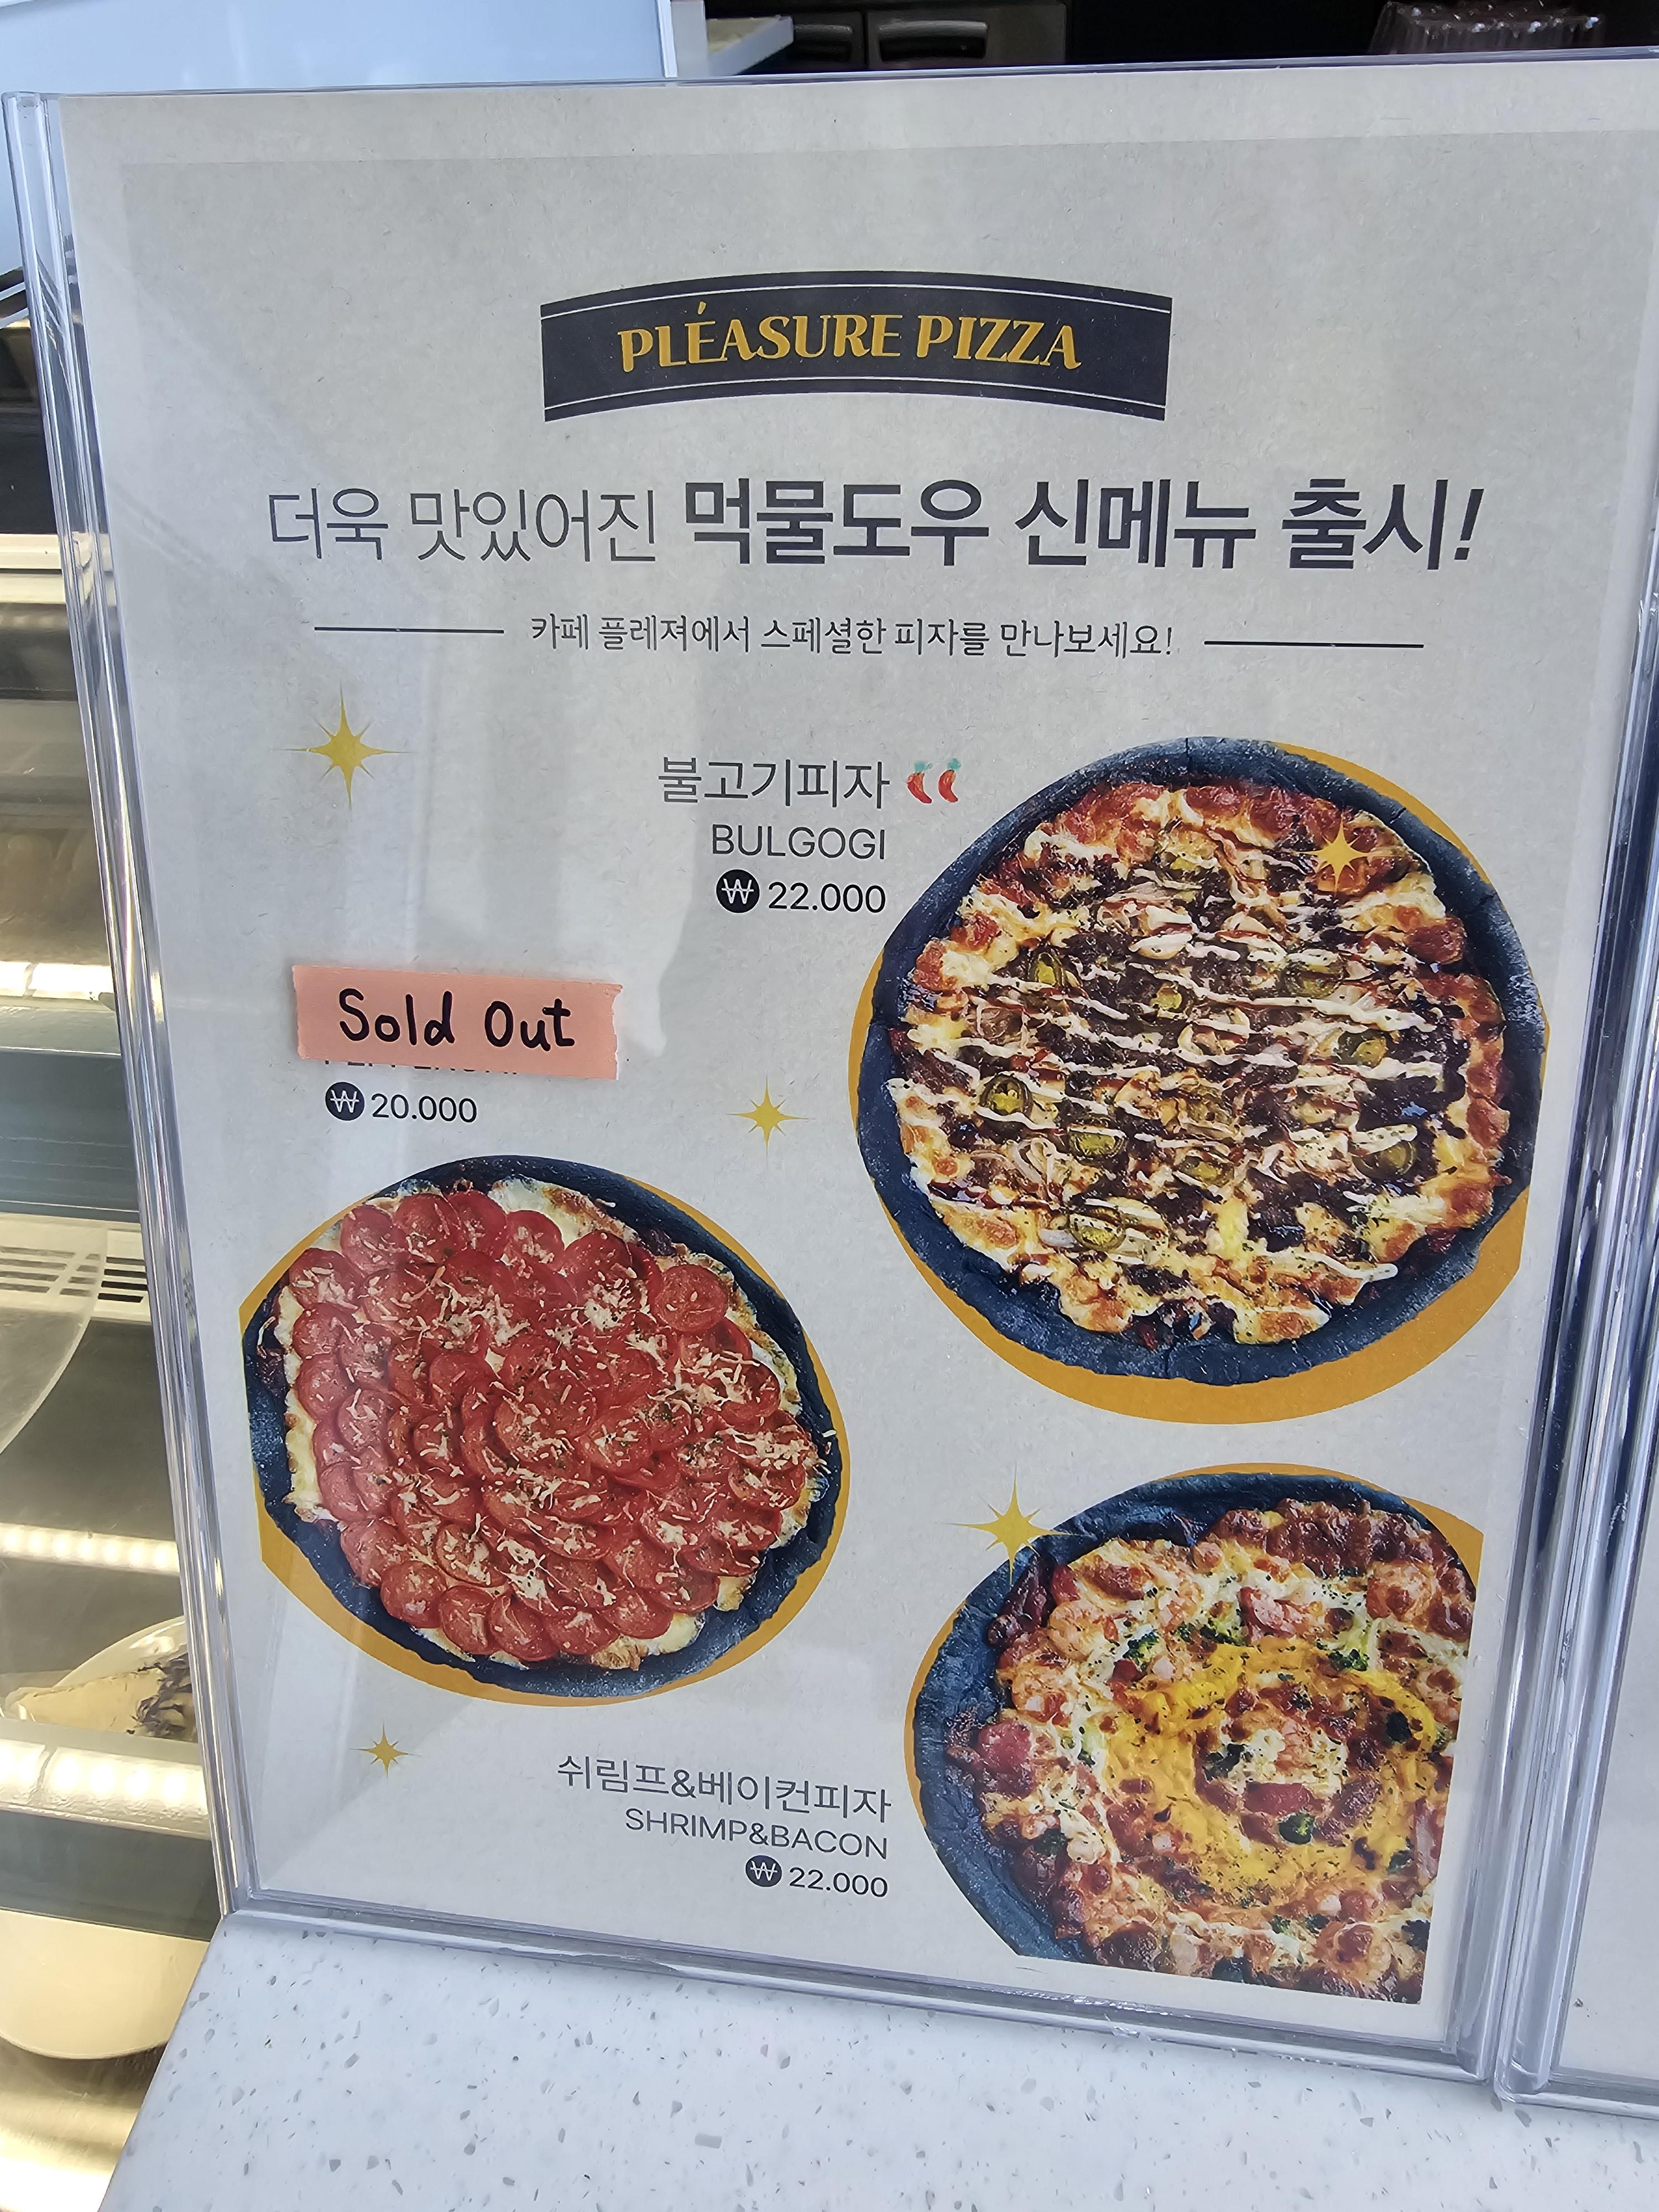 PLÉASURE PIZZA
더욱 맛있어진 먹물도우 신메뉴 출시!
카페 플레져에서 스페셜한 피자를 만나보세요!
불고기피자
BULGOGI
₩ 22.000
Sold Out
₩ 20.000
쉬림프&베이컨피자
SHRIMP&BACON
₩ 22.000